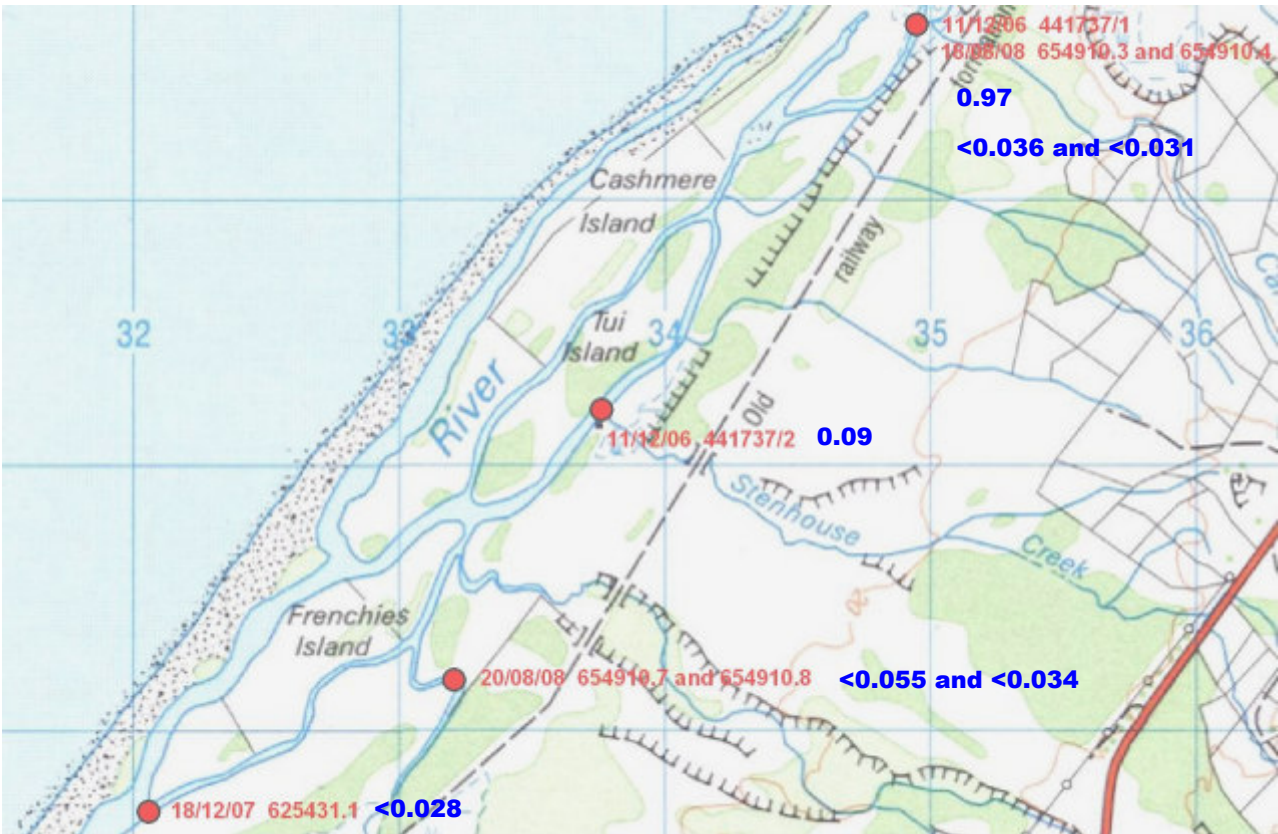 11/12/06 441737/1
18/08/08 654910.3 and 654910.4
0.97
<0.036 and <0.031
Cashmere
Island
railway
32
33
34
35
36
Tui
Island
River
Old
11/12/06 441737/2 0.09
Stenhouse
Creek
20
Frenchies
Island
20/08/08 654910.7 and 654910.8 <0.055 and <0.034
18/12/07 625431.1 <0.028